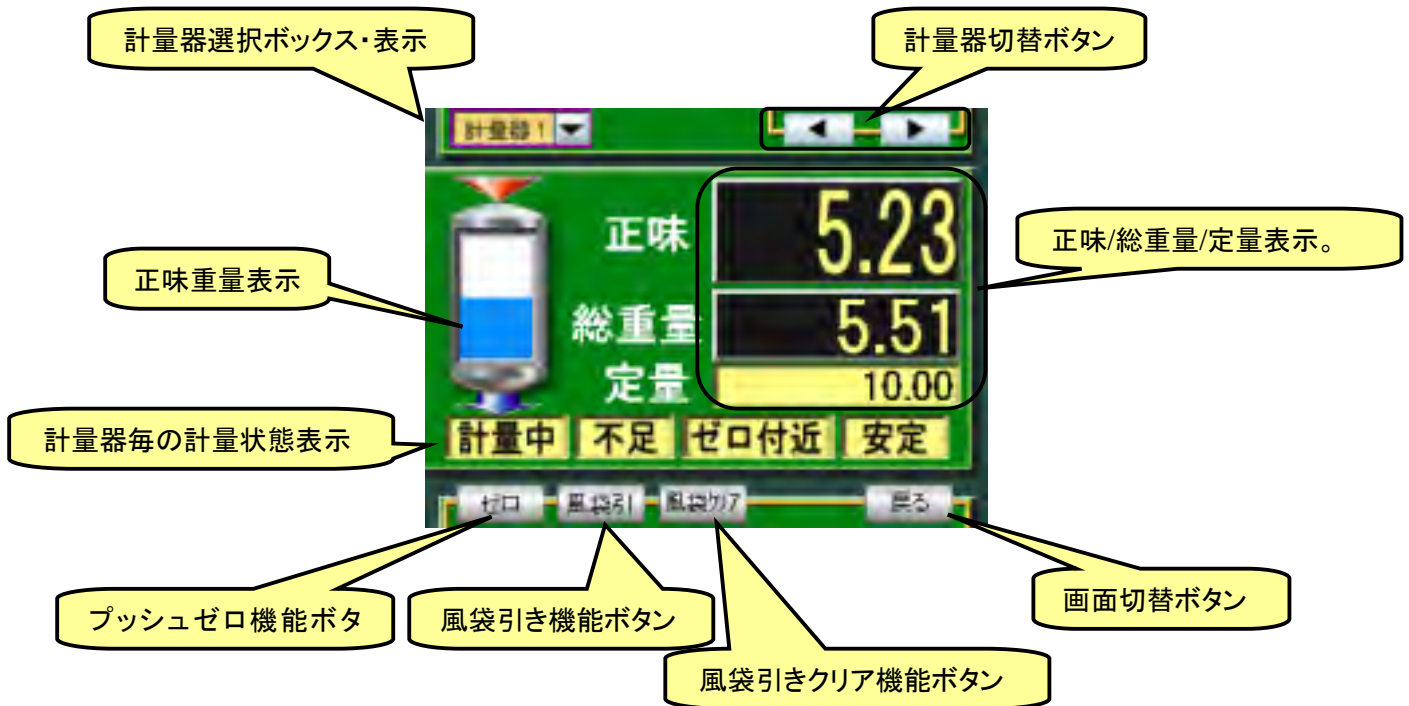 計量器選択ボックス・表示
計量器切替ボタン
計量器1
正味
5.23
正味/総重量/定量表示。
正味重量表示
総重量
5.51
定量
10.00
計量器毎の計量状態表示
計量中
不足
ゼロ付近
安定
ゼロ
風袋引
風袋クリア
戻る
プッシュゼロ機能ボタ
風袋引き機能ボタン
画面切替ボタン
風袋引きクリア機能ボタン